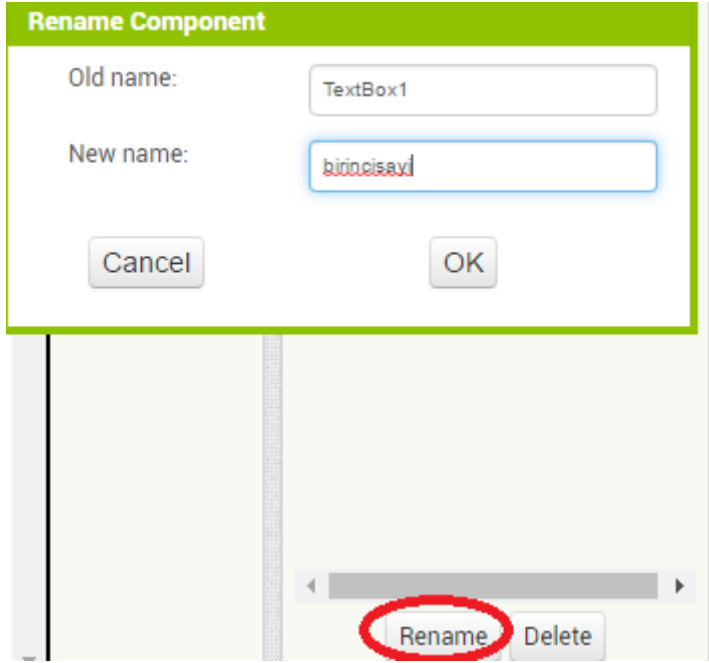 Rename Component
Old name: TextBox1
New name: birincisayi
Cancel OK
Rename Delete